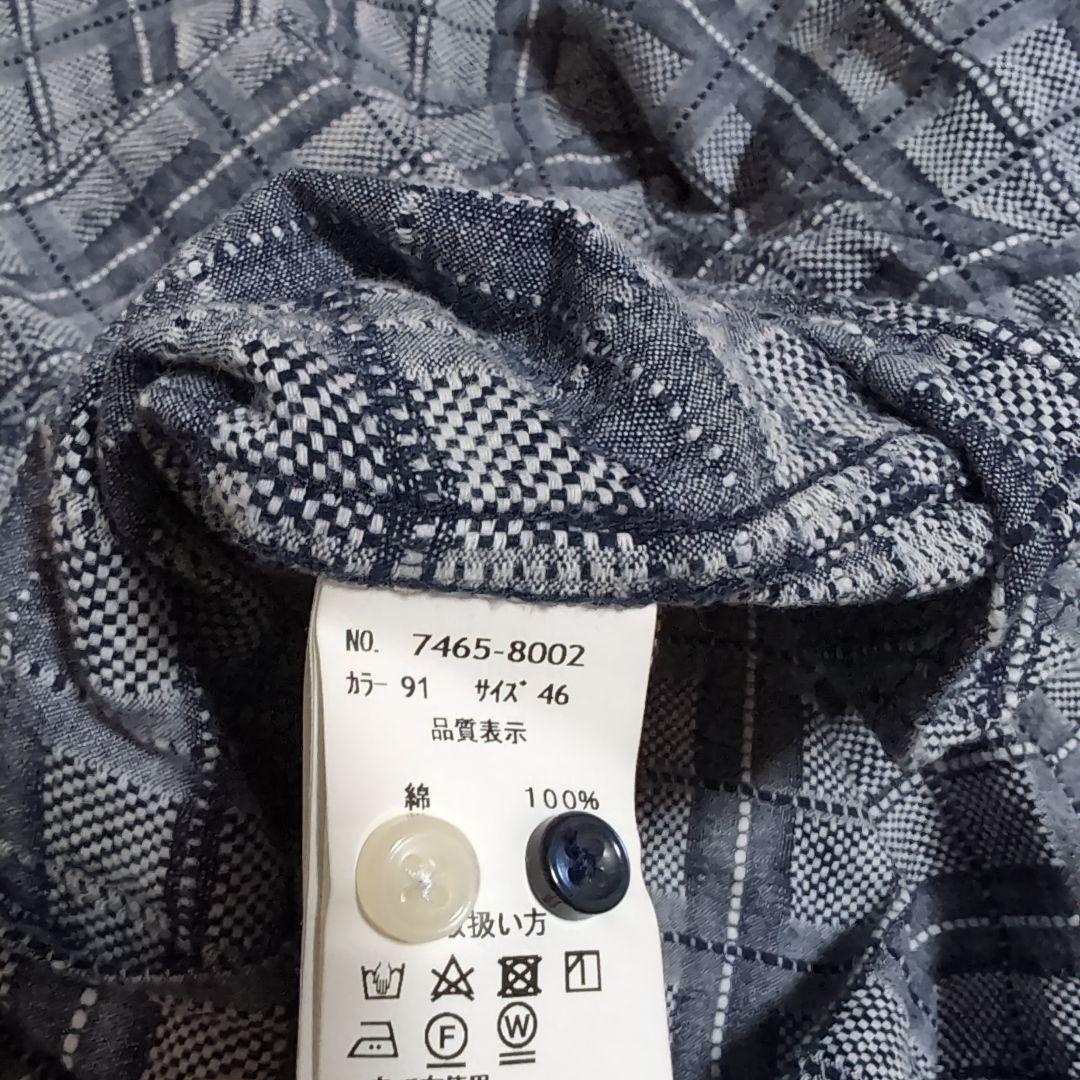 NO. 7465-8002
カラー 91 サイズ 46
品質表示
綿 100%
扱い方
F W